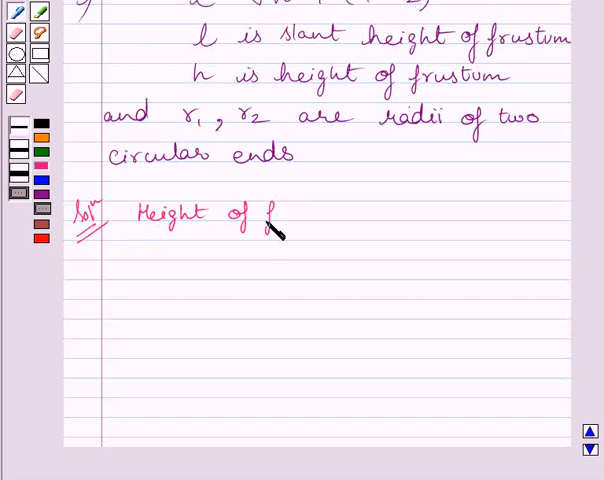 l is slant height of frustum
h is height of frustum
and r₁, r₂ are radii of two
circular ends
Solⁿ Height of f